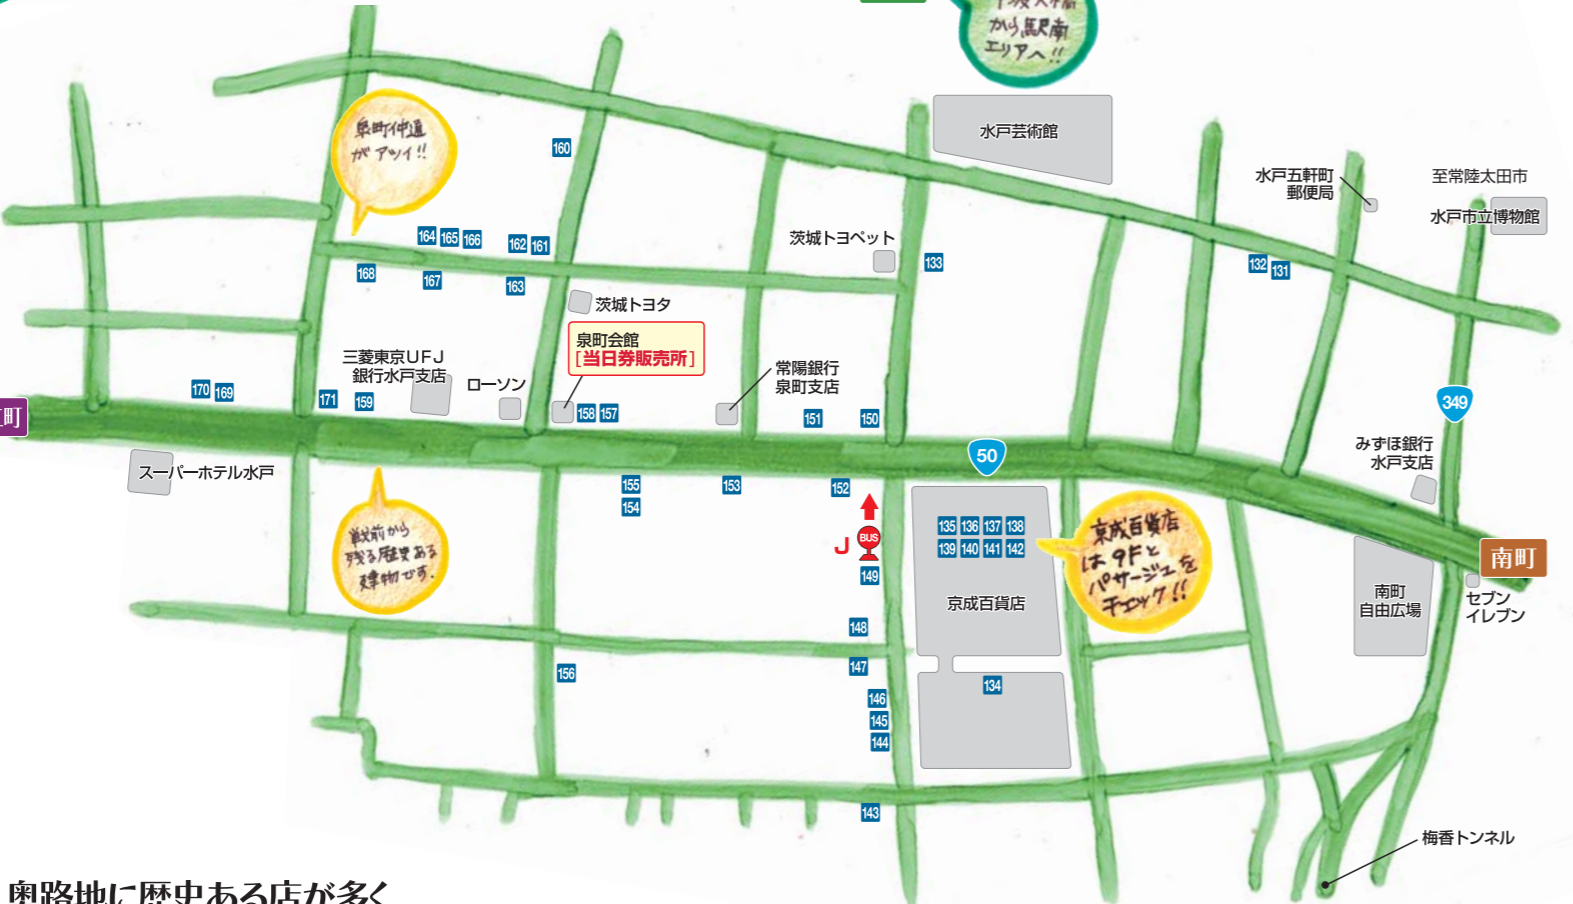 から駅南
エリアへ!!
水戸芸術館
泉町仲通
がアツイ!!
160
水戸五軒町
郵便局
至常陸太田市
水戸市立博物館
164 165 166
162 161
茨城トヨペット
133
132 131
168
167
163
茨城トヨタ
泉町会館
[当日券販売所]
三菱東京UFJ
銀行水戸支店
ローソン
常陽銀行
泉町支店
170 169
171
159
158 157
151
150
349
町
50
みずほ銀行
水戸支店
スーパーホテル水戸
155
154
153
152
戦前から
残る歴史ある
建物です.
135 136 137 138
139 140 141 142
京成百貨店
は9Fと
パサージュを
チェック!!
J
BUS
149
京成百貨店
南町
南町
自由広場
セブン
イレブン
148
147
156
146
145
144
134
143
梅香トンネル
奥路地に歴史ある店が多く